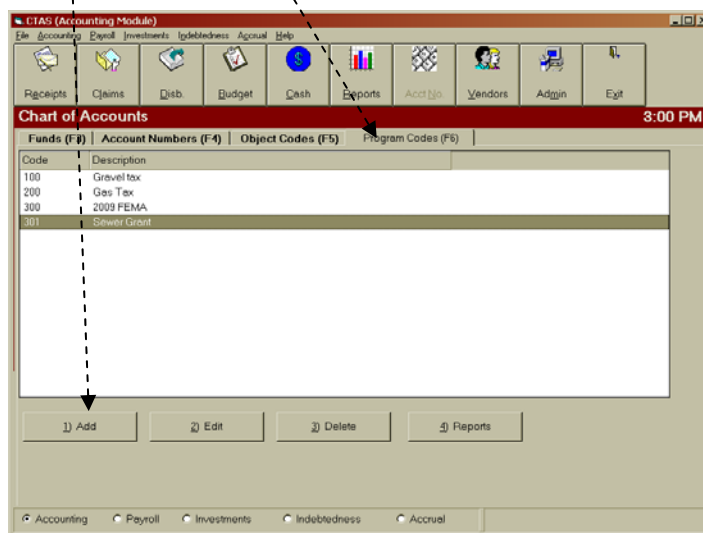 CTAS (Accounting Module)
File Accounting Payroll Investments Indebtedness Accrual Help
Receipts Claims Disb. Budget Cash Reports Acct No. Vendors Admin Exit
Chart of Accounts 3:00 PM
Funds (F3) Account Numbers (F4) Object Codes (F5) Program Codes (F6)
Code Description
100 Gravel tax
200 Gas Tax
300 2009 FEMA
301 Sewer Grant
1) Add 2) Edit 3) Delete 4) Reports
Accounting Payroll Investments Indebtedness Accrual